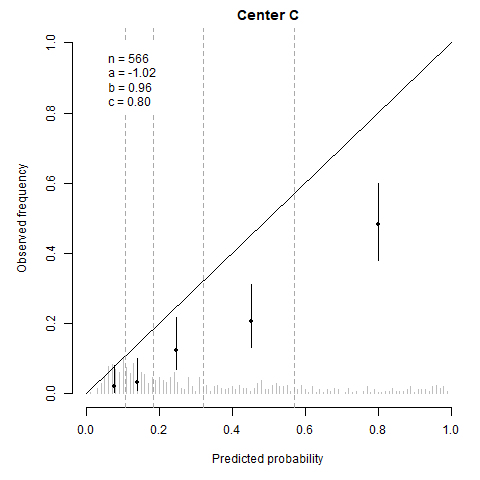 Center C
n = 566
a = -1.02
b = 0.96
c = 0.80
Observed frequency
1.0
0.8
0.6
0.4
0.2
0.0
0.0 0.2 0.4 0.6 0.8 1.0
Predicted probability